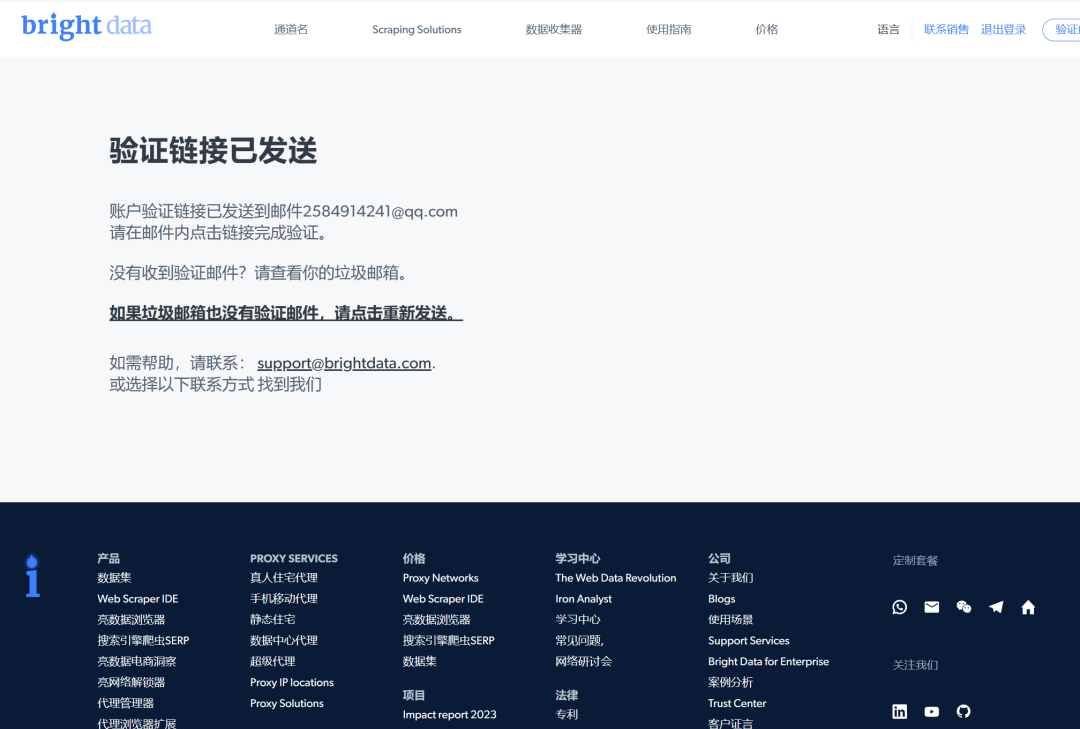 bright data
通道名
Scraping Solutions
数据收集器
使用指南
价格
语言
联系销售
退出登录
验证链接已发送
账户验证链接已发送到邮件2584914241@qq.com
请在邮件内点击链接完成验证。
没有收到验证邮件？请查看你的垃圾邮箱。
如果垃圾邮箱也没有验证邮件，请点击重新发送。
如需帮助，请联系： support@brightdata.com.
或选择以下联系方式 找到我们
产品
数据集
Web Scraper IDE
亮数据浏览器
搜索引擎爬虫SERP
亮数据电商洞察
亮网络解锁器
代理管理器
代理浏览器扩展
PROXY SERVICES
真人住宅代理
手机移动代理
静态住宅
数据中心代理
超级代理
Proxy IP locations
Proxy Solutions
价格
Proxy Networks
Web Scraper IDE
亮数据浏览器
搜索引擎爬虫SERP
数据集
项目
Impact report 2023
学习中心
The Web Data Revolution
Iron Analyst
学习中心
常见问题,
网络研讨会
法律
专利
公司
关于我们
Blogs
使用场景
Support Services
Bright Data for Enterprise
案例分析
Trust Center
客户证言
定制套餐
关注我们